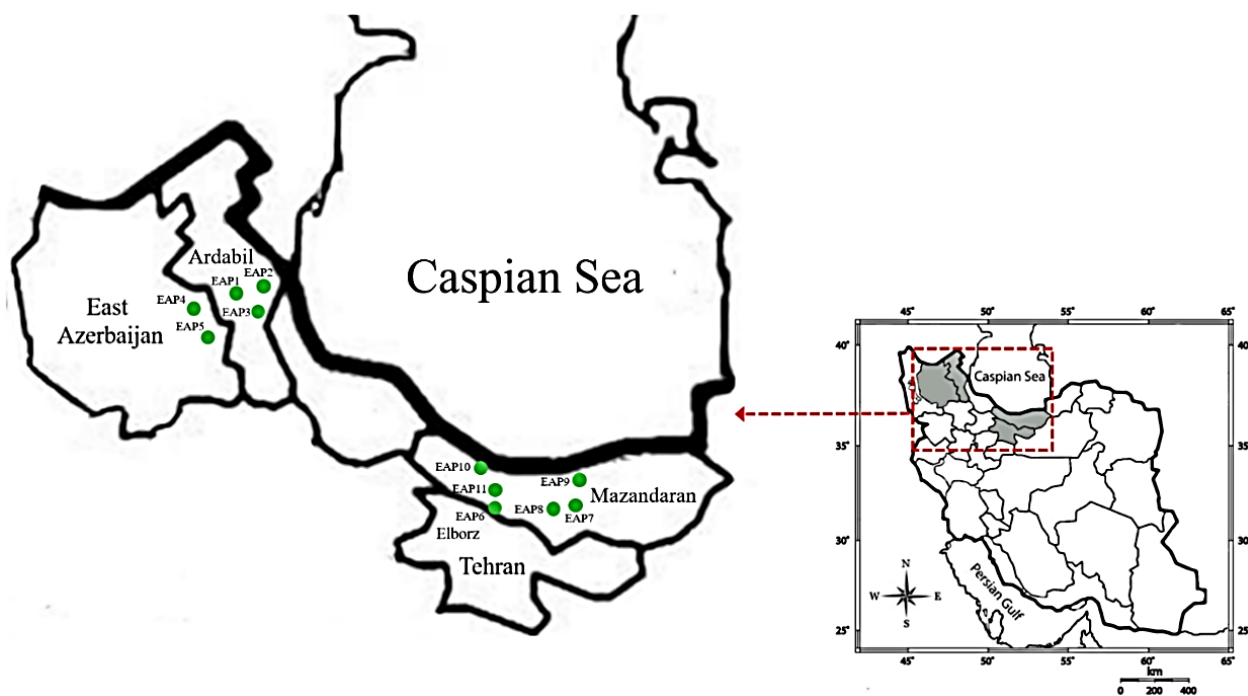 Caspian Sea
Ardabil
EAP2
EAP1
EAP4
EAP3
East
Azerbaijan
EAP5
EAP10
EAP9
EAP11
Mazandaran
EAP6
EAP8
EAP7
Elborz
Tehran
45°
50°
55°
60°
65°
40°
40°
Caspian Sea
35°
35°
30°
30°
Persian Gulf
N
W
E
S
25°
25°
45°
50°
55°
60°
65°
km
0
200
400